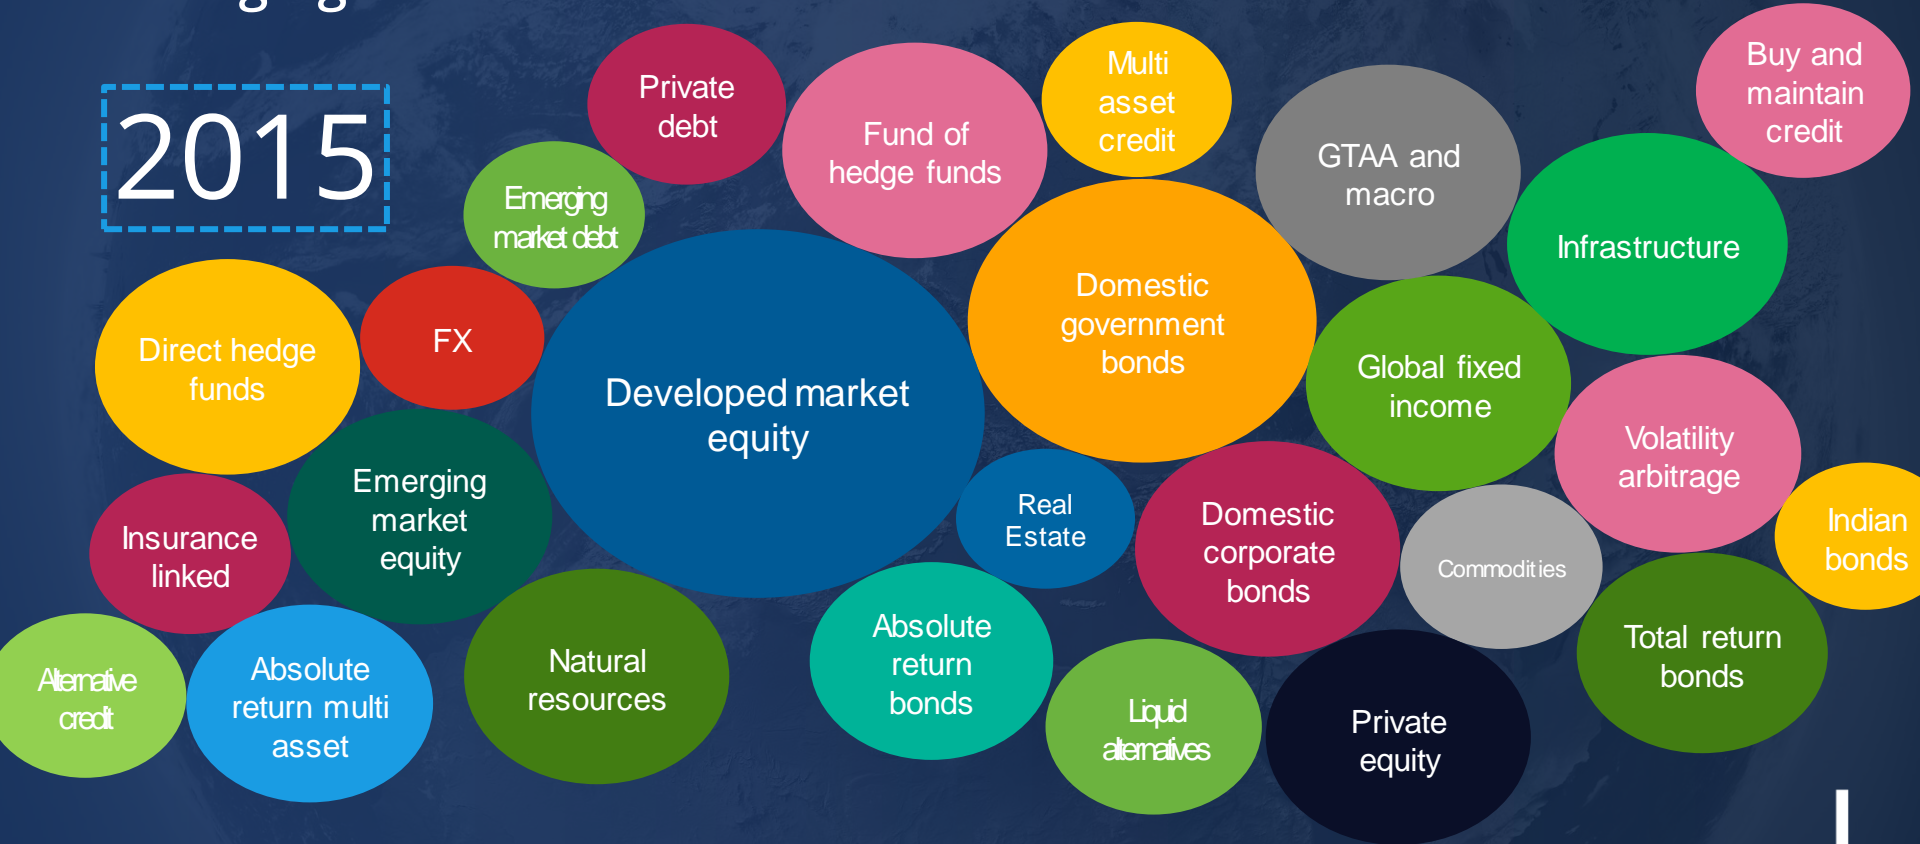 2015
Private
debt
Fund of
hedge funds
Multi
asset
credit
GTAA and
macro
Buy and
maintain
credit
Emerging
market debt
Infrastructure
Direct hedge
funds
FX
Developed market
equity
Domestic
government
bonds
Global fixed
income
Volatility
arbitrage
Emerging
market
equity
Insurance
linked
Real
Estate
Domestic
corporate
bonds
Commodities
Indian
bonds
Alternative
credit
Absolute
return multi
asset
Natural
resources
Absolute
return
bonds
Liquid
alternatives
Private
equity
Total return
bonds